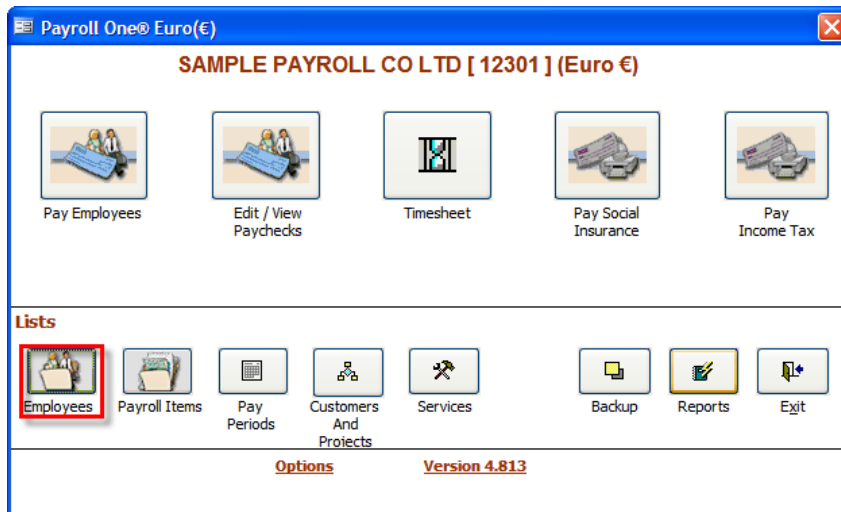 Payroll One® Euro(€)
SAMPLE PAYROLL CO LTD [ 12301 ] (Euro €)
Pay Employees
Edit / View
Paychecks
Timesheet
Pay Social
Insurance
Pay
Income Tax
Lists
Employees
Payroll Items
Pay
Periods
Customers
And
Projects
Services
Backup
Reports
Exit
Options
Version 4.813